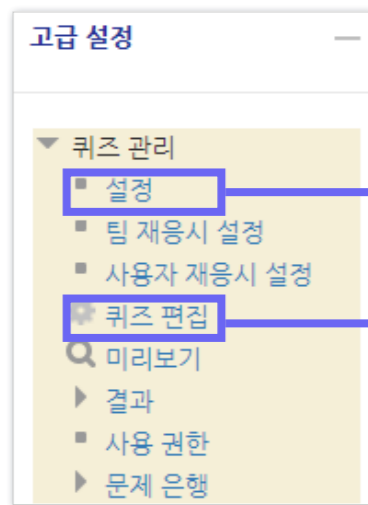 고급 설정
퀴즈 관리
설정
팀 재응시 설정
사용자 재응시 설정
퀴즈 편집
미리보기
결과
사용 권한
문제 은행